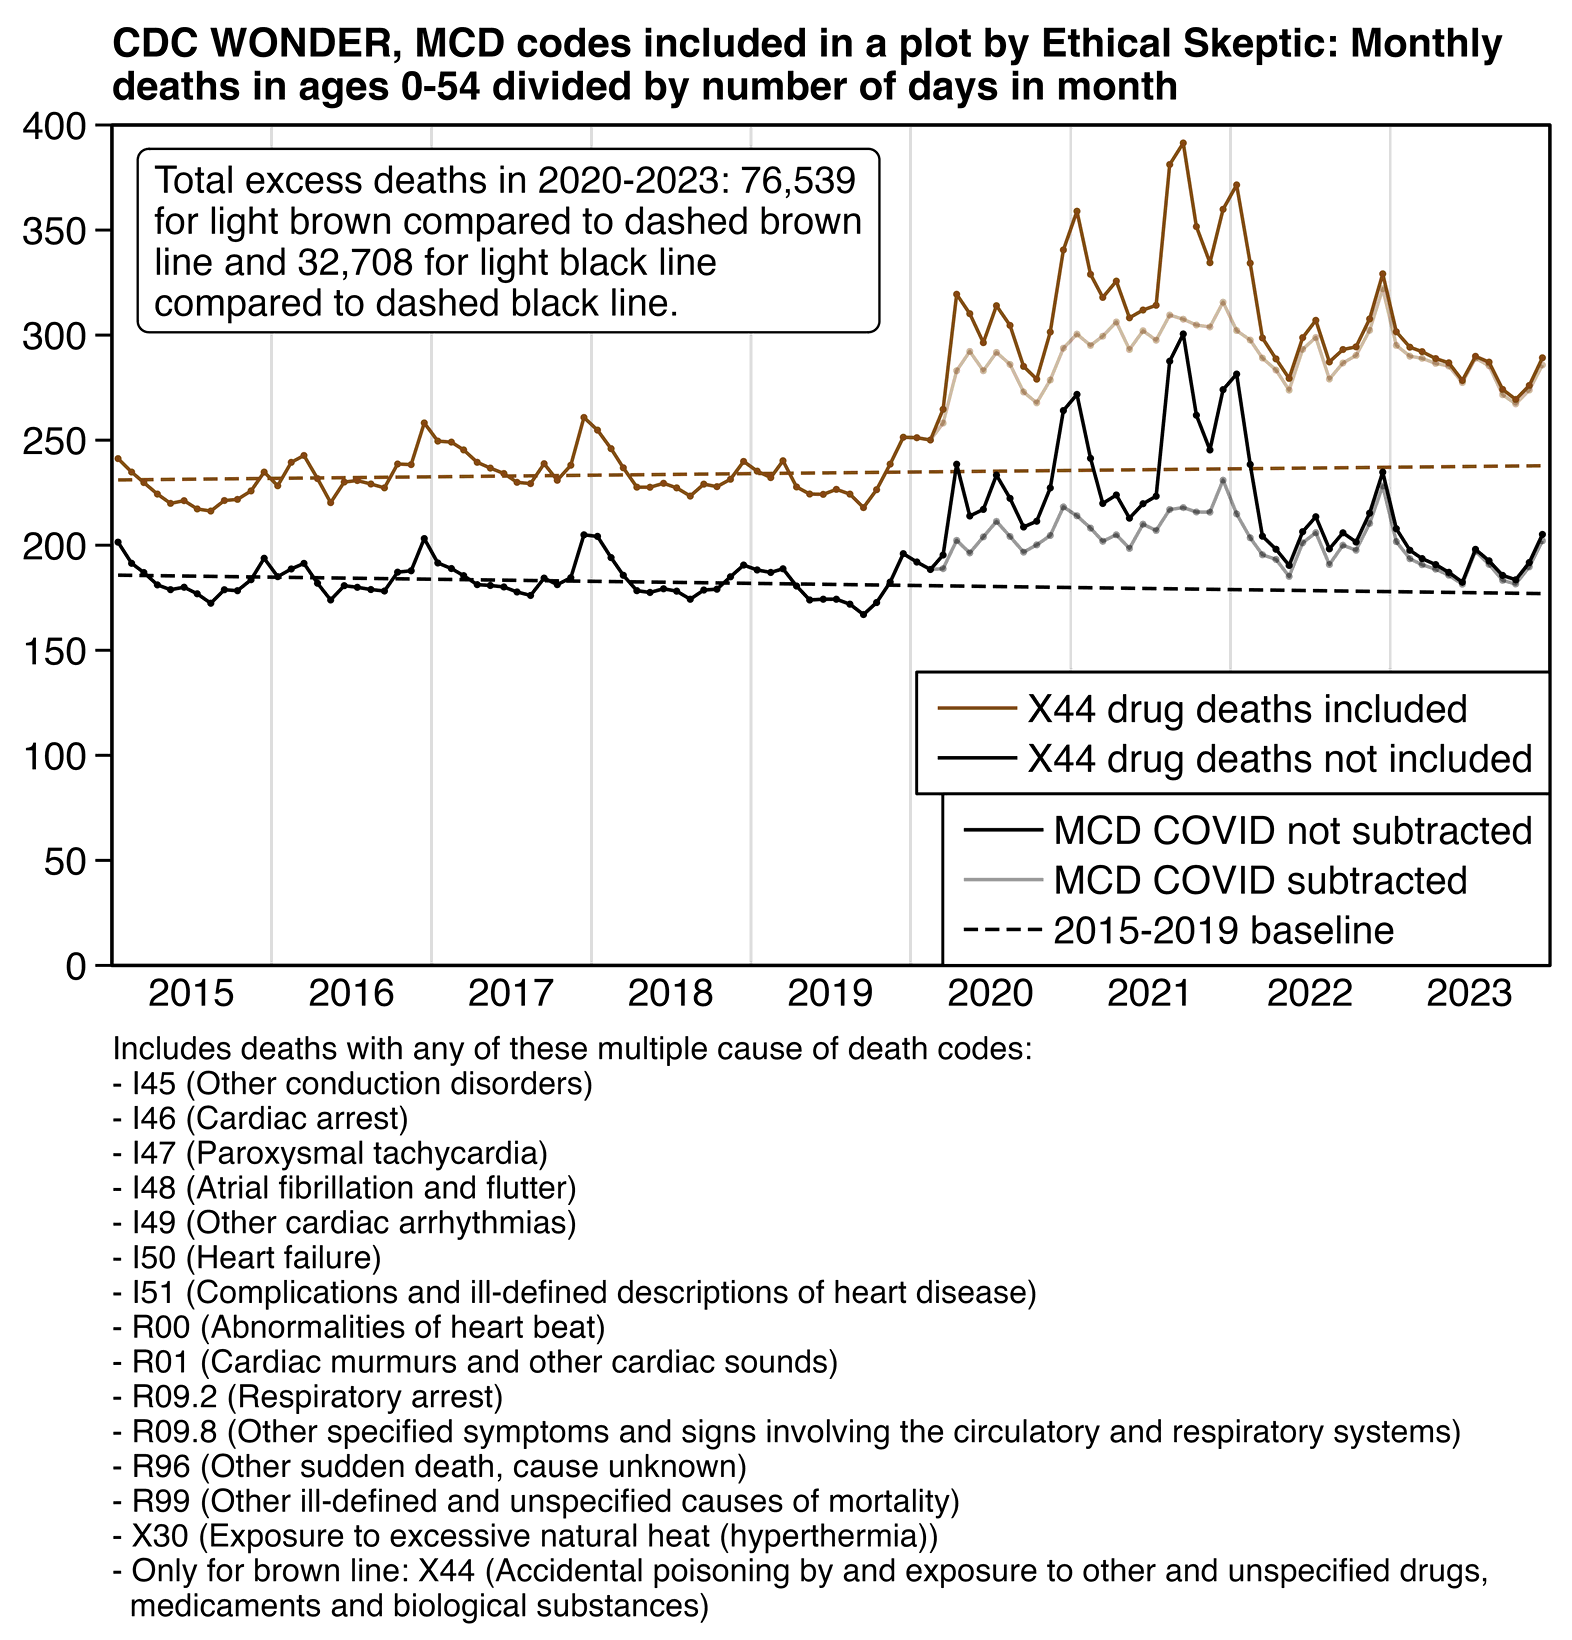 CDC WONDER, MCD codes included in a plot by Ethical Skeptic: Monthly
deaths in ages 0-54 divided by number of days in month
400
350
300
250
200
150
100
50
0
Total excess deaths in 2020-2023: 76,539
for light brown compared to dashed brown
line and 32,708 for light black line
compared to dashed black line.
X44 drug deaths included
X44 drug deaths not included
MCD COVID not subtracted
MCD COVID subtracted
2015-2019 baseline
2015 2016 2017 2018 2019 2020 2021 2022 2023
Includes deaths with any of these multiple cause of death codes:
- I45 (Other conduction disorders)
- I46 (Cardiac arrest)
- I47 (Paroxysmal tachycardia)
- I48 (Atrial fibrillation and flutter)
- I49 (Other cardiac arrhythmias)
- I50 (Heart failure)
- I51 (Complications and ill-defined descriptions of heart disease)
- R00 (Abnormalities of heart beat)
- R01 (Cardiac murmurs and other cardiac sounds)
- R09.2 (Respiratory arrest)
- R09.8 (Other specified symptoms and signs involving the circulatory and respiratory systems)
- R96 (Other sudden death, cause unknown)
- R99 (Other ill-defined and unspecified causes of mortality)
- X30 (Exposure to excessive natural heat (hyperthermia))
- Only for brown line: X44 (Accidental poisoning by and exposure to other and unspecified drugs,
medicaments and biological substances)